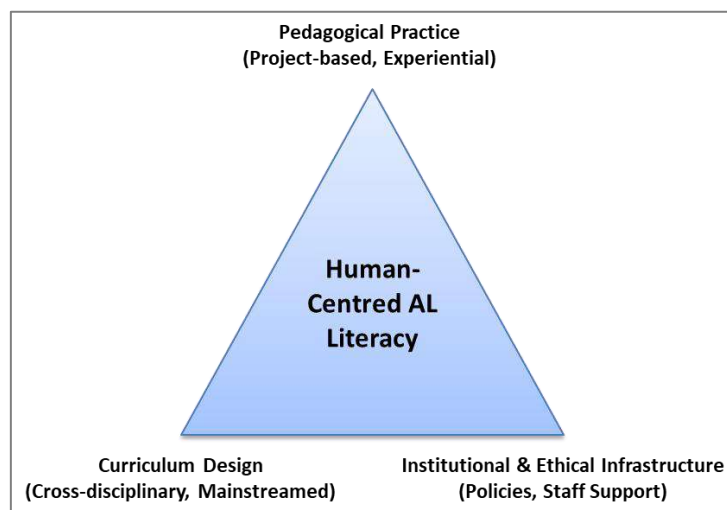 Pedagogical Practice
(Project-based, Experiential)
Human-
Centred AL
Literacy
Curriculum Design
(Cross-disciplinary, Mainstreamed)
Institutional & Ethical Infrastructure
(Policies, Staff Support)